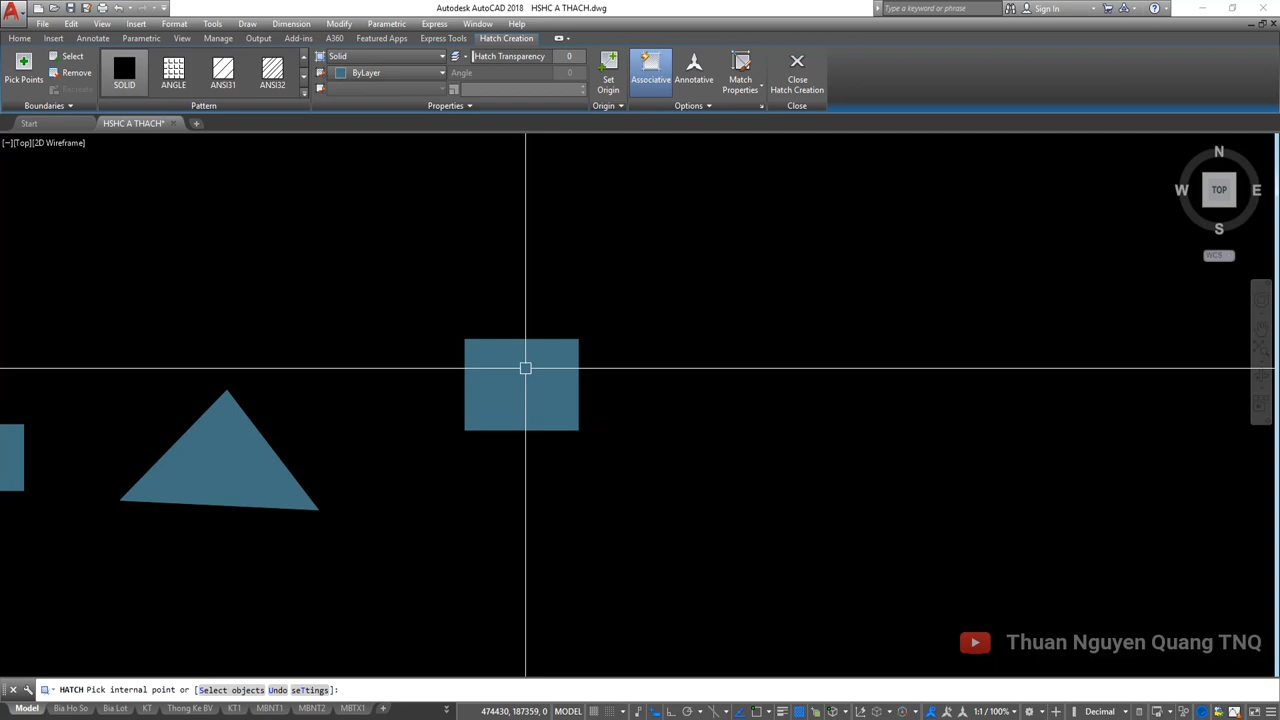 Autodesk AutoCAD 2018 HSHC A THACH.dwg
Type a keyword or phrase
Sign In
File Edit View Insert Format Tools Draw Dimension Modify Parametric Express Window Help
Home Insert Annotate Parametric View Manage Output Add-ins A360 Featured Apps Express Tools Hatch Creation
Pick Points
Select
Remove
Recreate
SOLID
ANGLE
ANSI31
ANSI32
Solid
ByLayer
Hatch Transparency 0
Angle 0
Set Origin
Associative
Annotative
Match Properties
Close Hatch Creation
Boundaries
Pattern
Properties
Origin
Options
Close
Start
HSHC A THACH*
[−][Top][2D Wireframe]
N
W
TOP
E
S
WCS
Thuan Nguyen Quang TNQ
HATCH Pick internal point or [Select objects Undo seTtings]:
Model Bia Ho So Bia Lot KT Thong Ke BV KT1 MBNT1 MBNT2 MBTX1
474430, 187359, 0 MODEL
1:1 / 100%
Decimal